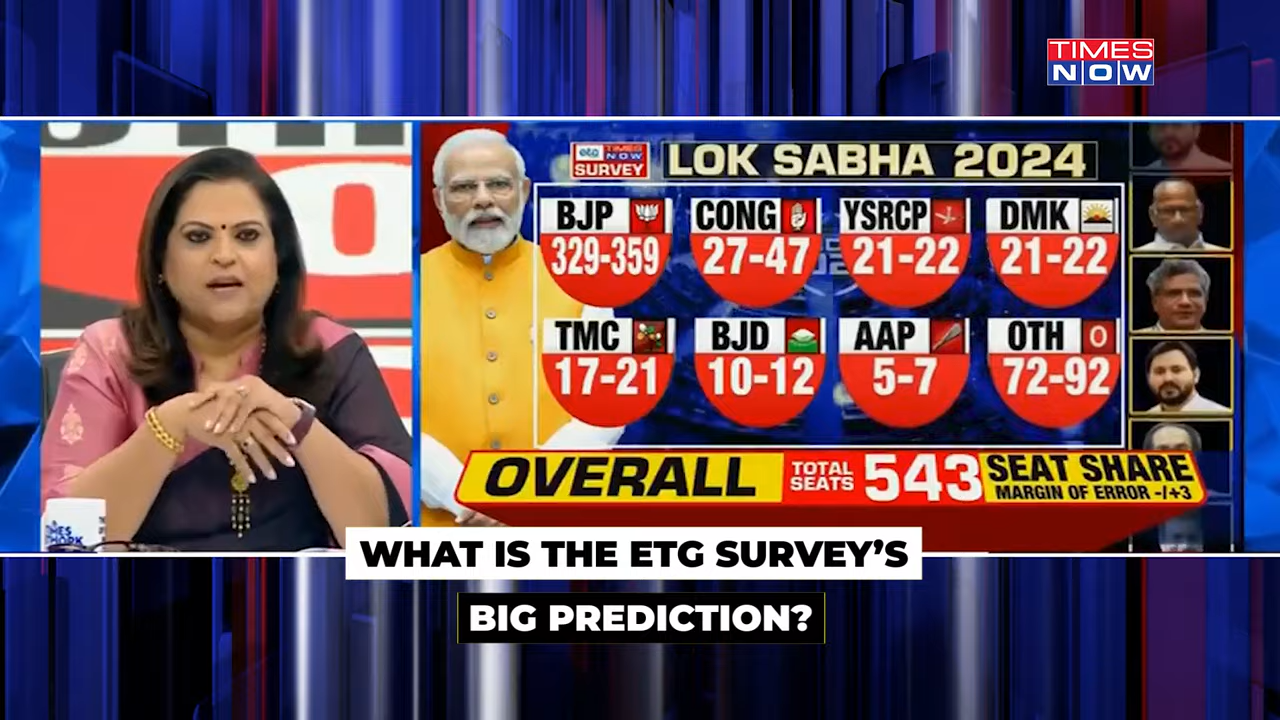 TIMES
NOW
etg TIMES NOW
SURVEY
LOK SABHA 2024
BJP CONG YSRCP DMK
329-359 27-47 21-22 21-22
TMC BJD AAP OTH
17-21 10-12 5-7 72-92
OVERALL TOTAL SEATS 543 SEAT SHARE
MARGIN OF ERROR -/+3
WHAT IS THE ETG SURVEY’S
BIG PREDICTION?